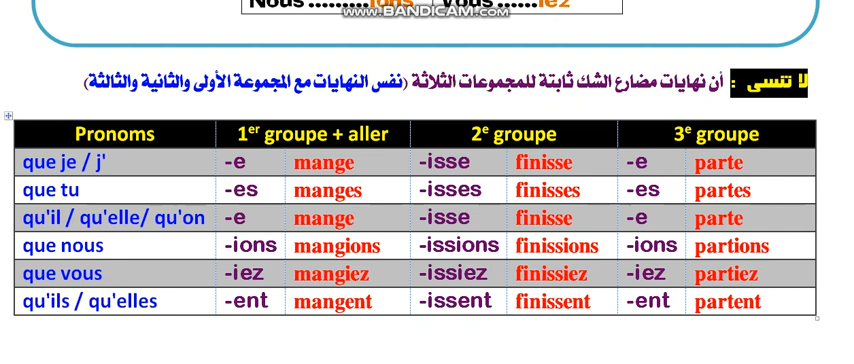 Nous .........ions Vous ......iez
www.BANDICAM.com
لا تنسى : أن نهايات مضارع الشك ثابتة للمجموعات الثلاثة (نفس النهايات مع المجموعة الأولى والثانية والثالثة)
Pronoms 1er groupe + aller 2e groupe 3e groupe
que je / j' -e mange -isse finisse -e parte
que tu -es manges -isses finisses -es partes
qu'il / qu'elle/ qu'on -e mange -isse finisse -e parte
que nous -ions mangions -issions finissions -ions partions
que vous -iez mangiez -issiez finissiez -iez partiez
qu'ils / qu'elles -ent mangent -issent finissent -ent partent